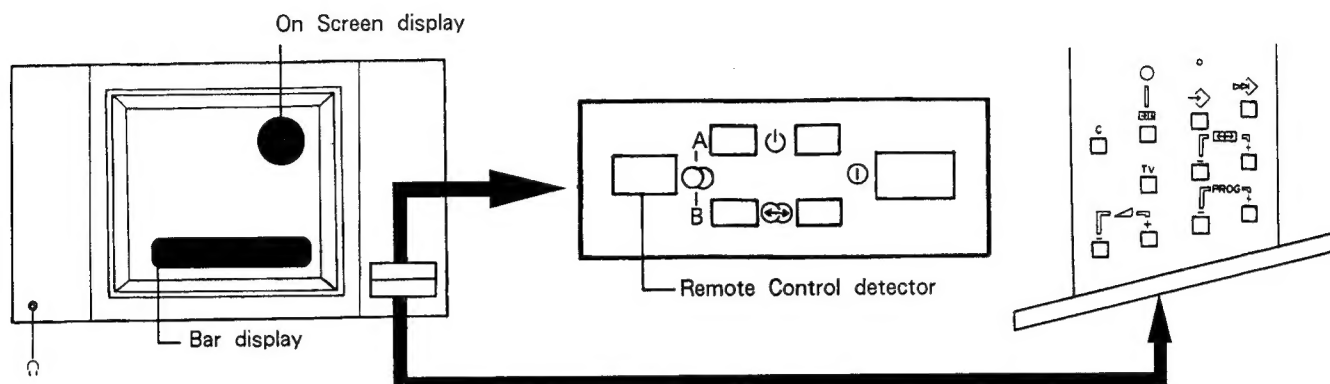 On Screen display
A
B
Remote Control detector
Bar display
C
TV
PROG
- +
- +
- +